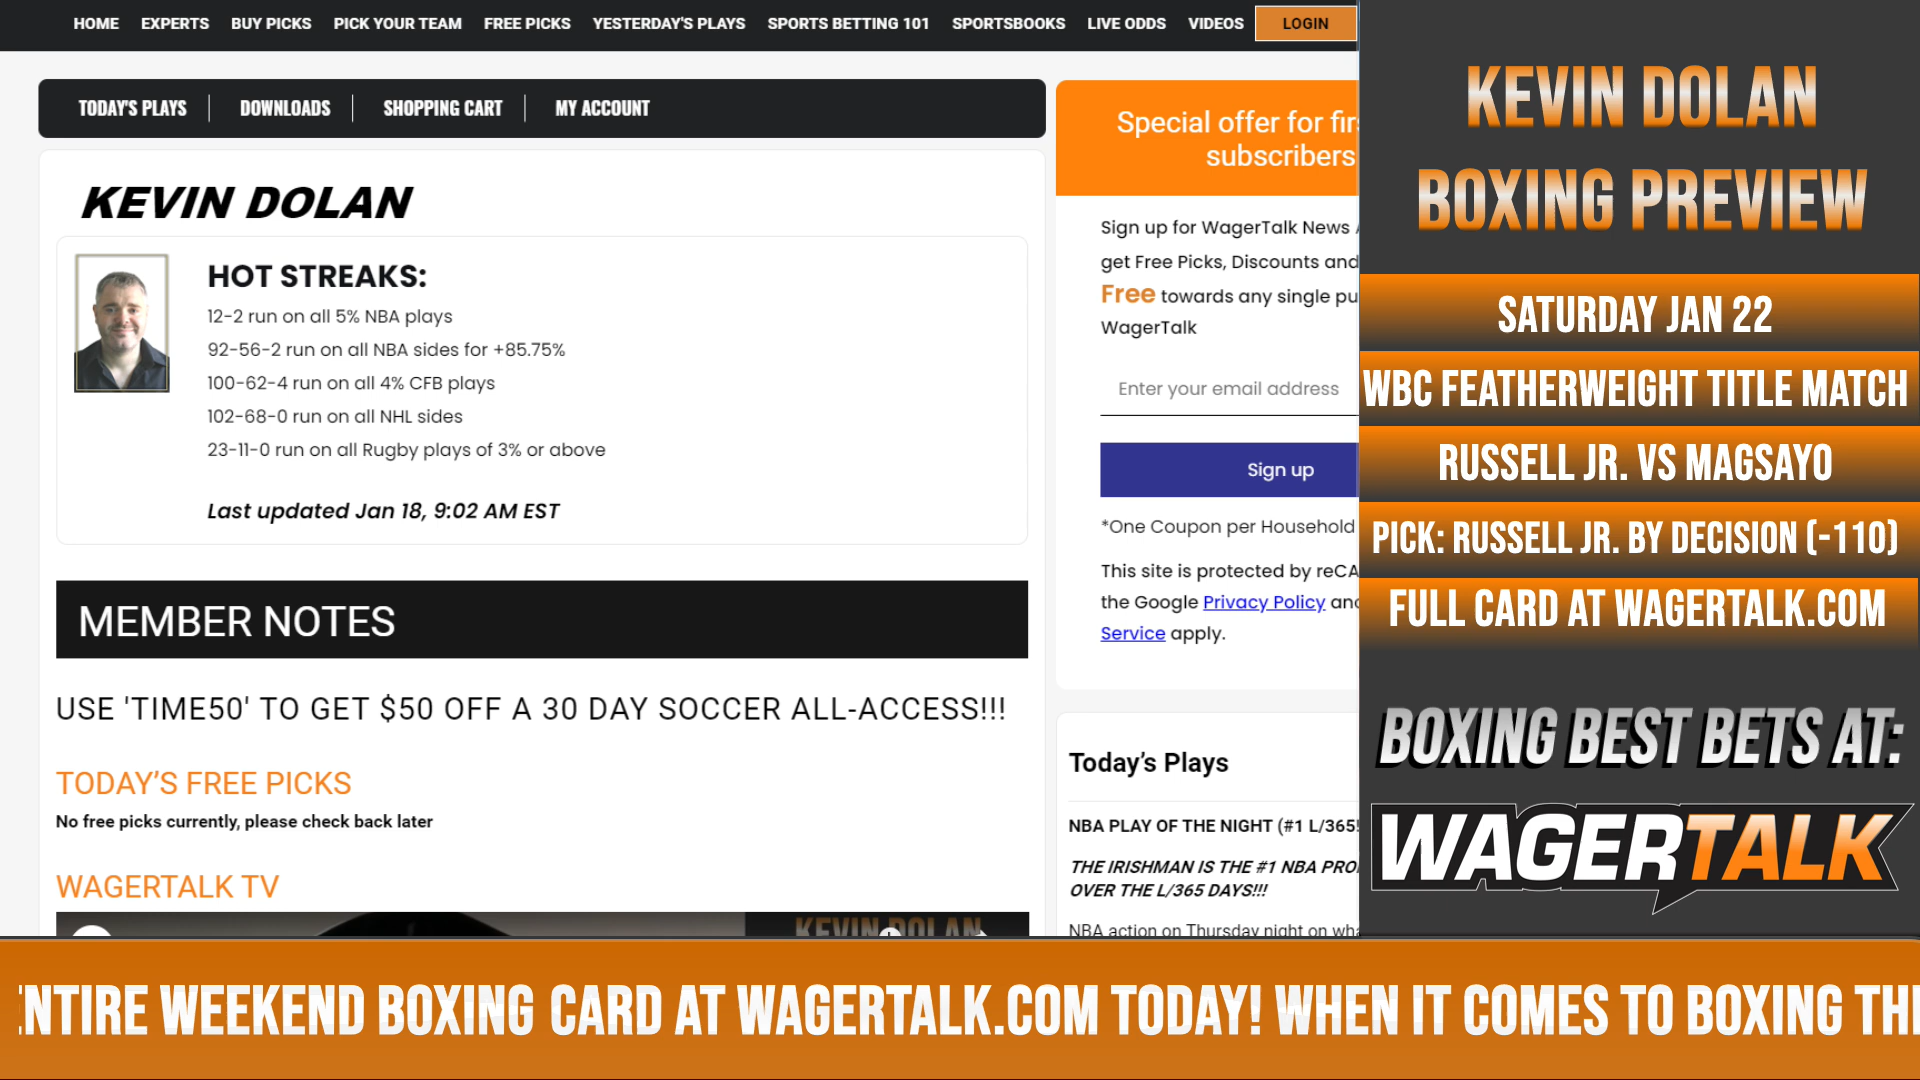 HOME EXPERTS BUY PICKS PICK YOUR TEAM FREE PICKS YESTERDAY'S PLAYS SPORTS BETTING 101 SPORTSBOOKS LIVE ODDS VIDEOS LOGIN
TODAY'S PLAYS DOWNLOADS SHOPPING CART MY ACCOUNT
KEVIN DOLAN
HOT STREAKS:
12-2 run on all 5% NBA plays
92-56-2 run on all NBA sides for +85.75%
100-62-4 run on all 4% CFB plays
102-68-0 run on all NHL sides
23-11-0 run on all Rugby plays of 3% or above
Last updated Jan 18, 9:02 AM EST
MEMBER NOTES
USE 'TIME50' TO GET $50 OFF A 30 DAY SOCCER ALL-ACCESS!!!
TODAY'S FREE PICKS
No free picks currently, please check back later
WAGERTALK TV
KEVIN DOLAN
Special offer for
subscribers
Sign up for WagerTalk News
get Free Picks, Discounts and
Free towards any single
WagerTalk
Enter your email address
Sign up
*One Coupon per Household
This site is protected by
the Google Privacy Policy
Service apply.
Today's Plays
NBA PLAY OF THE NIGHT (#1 L/365!
THE IRISHMAN IS THE #1 NBA
OVER THE L/365 DAYS!!!
NBA action on Thursday night on
KEVIN DOLAN
BOXING PREVIEW
SATURDAY JAN 22
WBC FEATHERWEIGHT TITLE MATCH
RUSSELL JR. VS MAGSAYO
PICK: RUSSELL JR. BY DECISION (-110)
FULL CARD AT WAGERTALK.COM
BOXING BEST BETS AT:
WAGERTALK
NTIRE WEEKEND BOXING CARD AT WAGERTALK.COM TODAY! WHEN IT COMES TO BOXING